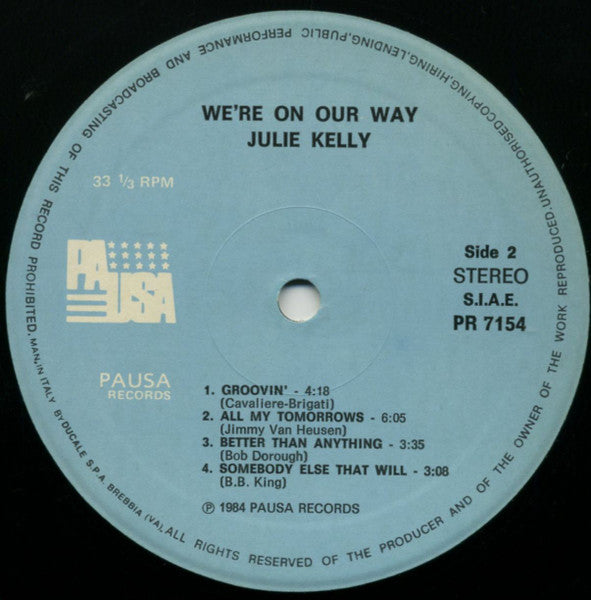 WE'RE ON OUR WAY
JULIE KELLY
33 1/3 RPM
PAUSA
Side 2
STEREO
S.I.A.E.
PR 7154
PAUSA
RECORDS
1. GROOVIN' - 4:18
(Cavaliere-Brigati)
2. ALL MY TOMORROWS - 6:05
(Jimmy Van Heusen)
3. BETTER THAN ANYTHING - 3:35
(Bob Dorough)
4. SOMEBODY ELSE THAT WILL - 3:08
(B.B. King)
℗ 1984 PAUSA RECORDS
ALL RIGHTS RESERVED OF THE PRODUCER AND OF THE OWNER OF THE WORK REPRODUCED.UNAUTHORISED COPYING,HIRING,LENDING,PUBLIC PERFORMANCE AND BROADCASTING OF THIS RECORD PROHIBITED. MAN,IN ITALY BY DUCALE S.P.A. BREBBIA (VA)